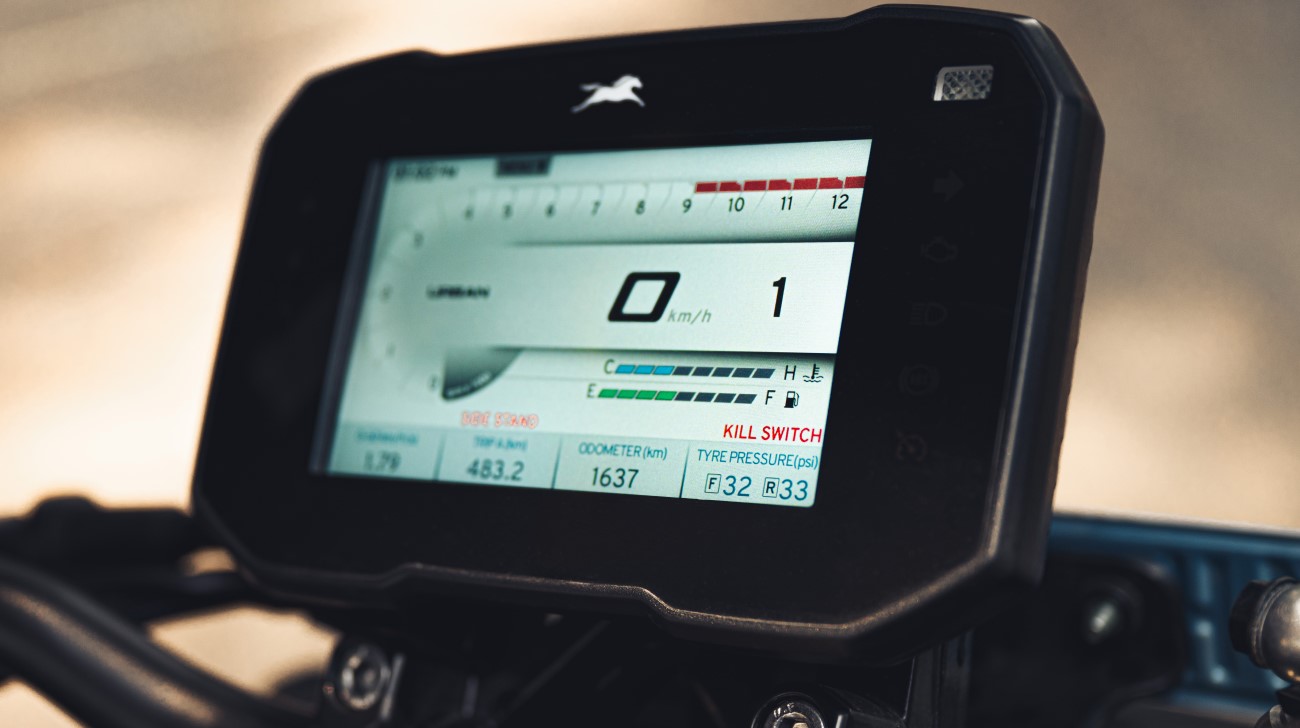 4 5 6 7 8 9 10 11 12
URBAN
0 km/h 1
C H
E F
SIDE STAND
KILL SWITCH
TRIP A (km) ODOMETER (km) TYRE PRESSURE(psi)
1.79 483.2 1637 F 32 R 33